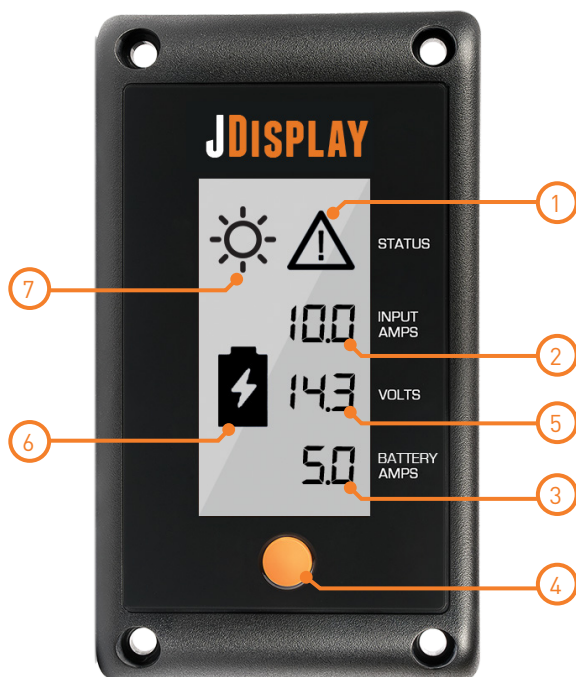 JDISPLAY
1
STATUS
7
10.0
INPUT
AMPS
2
14.3
VOLTS
5
6
5.0
BATTERY
AMPS
3
4